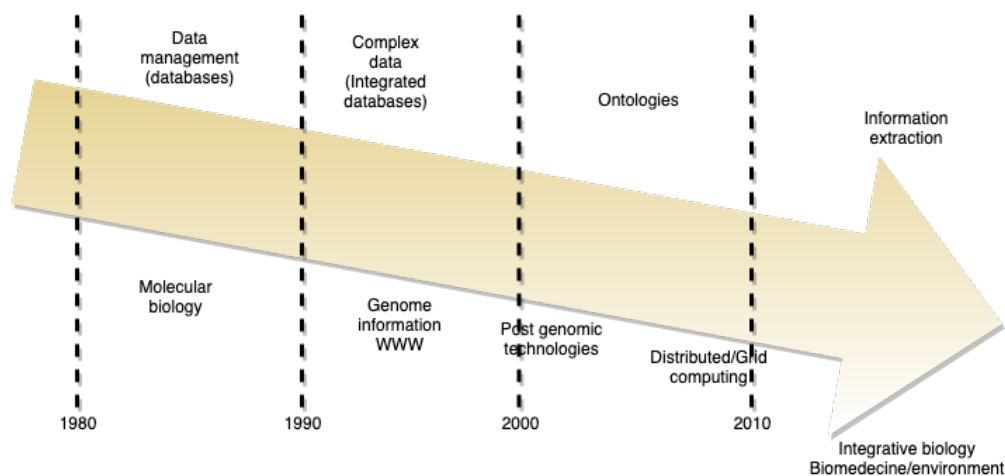 Data
management
(databases)
Complex
data
(Integrated
databases)
Ontologies
Information
extraction
Molecular
biology
Genome
information
WWW
Post genomic
technologies
Distributed/Grid
computing
1980
1990
2000
2010
Integrative biology
Biomedecine/environment